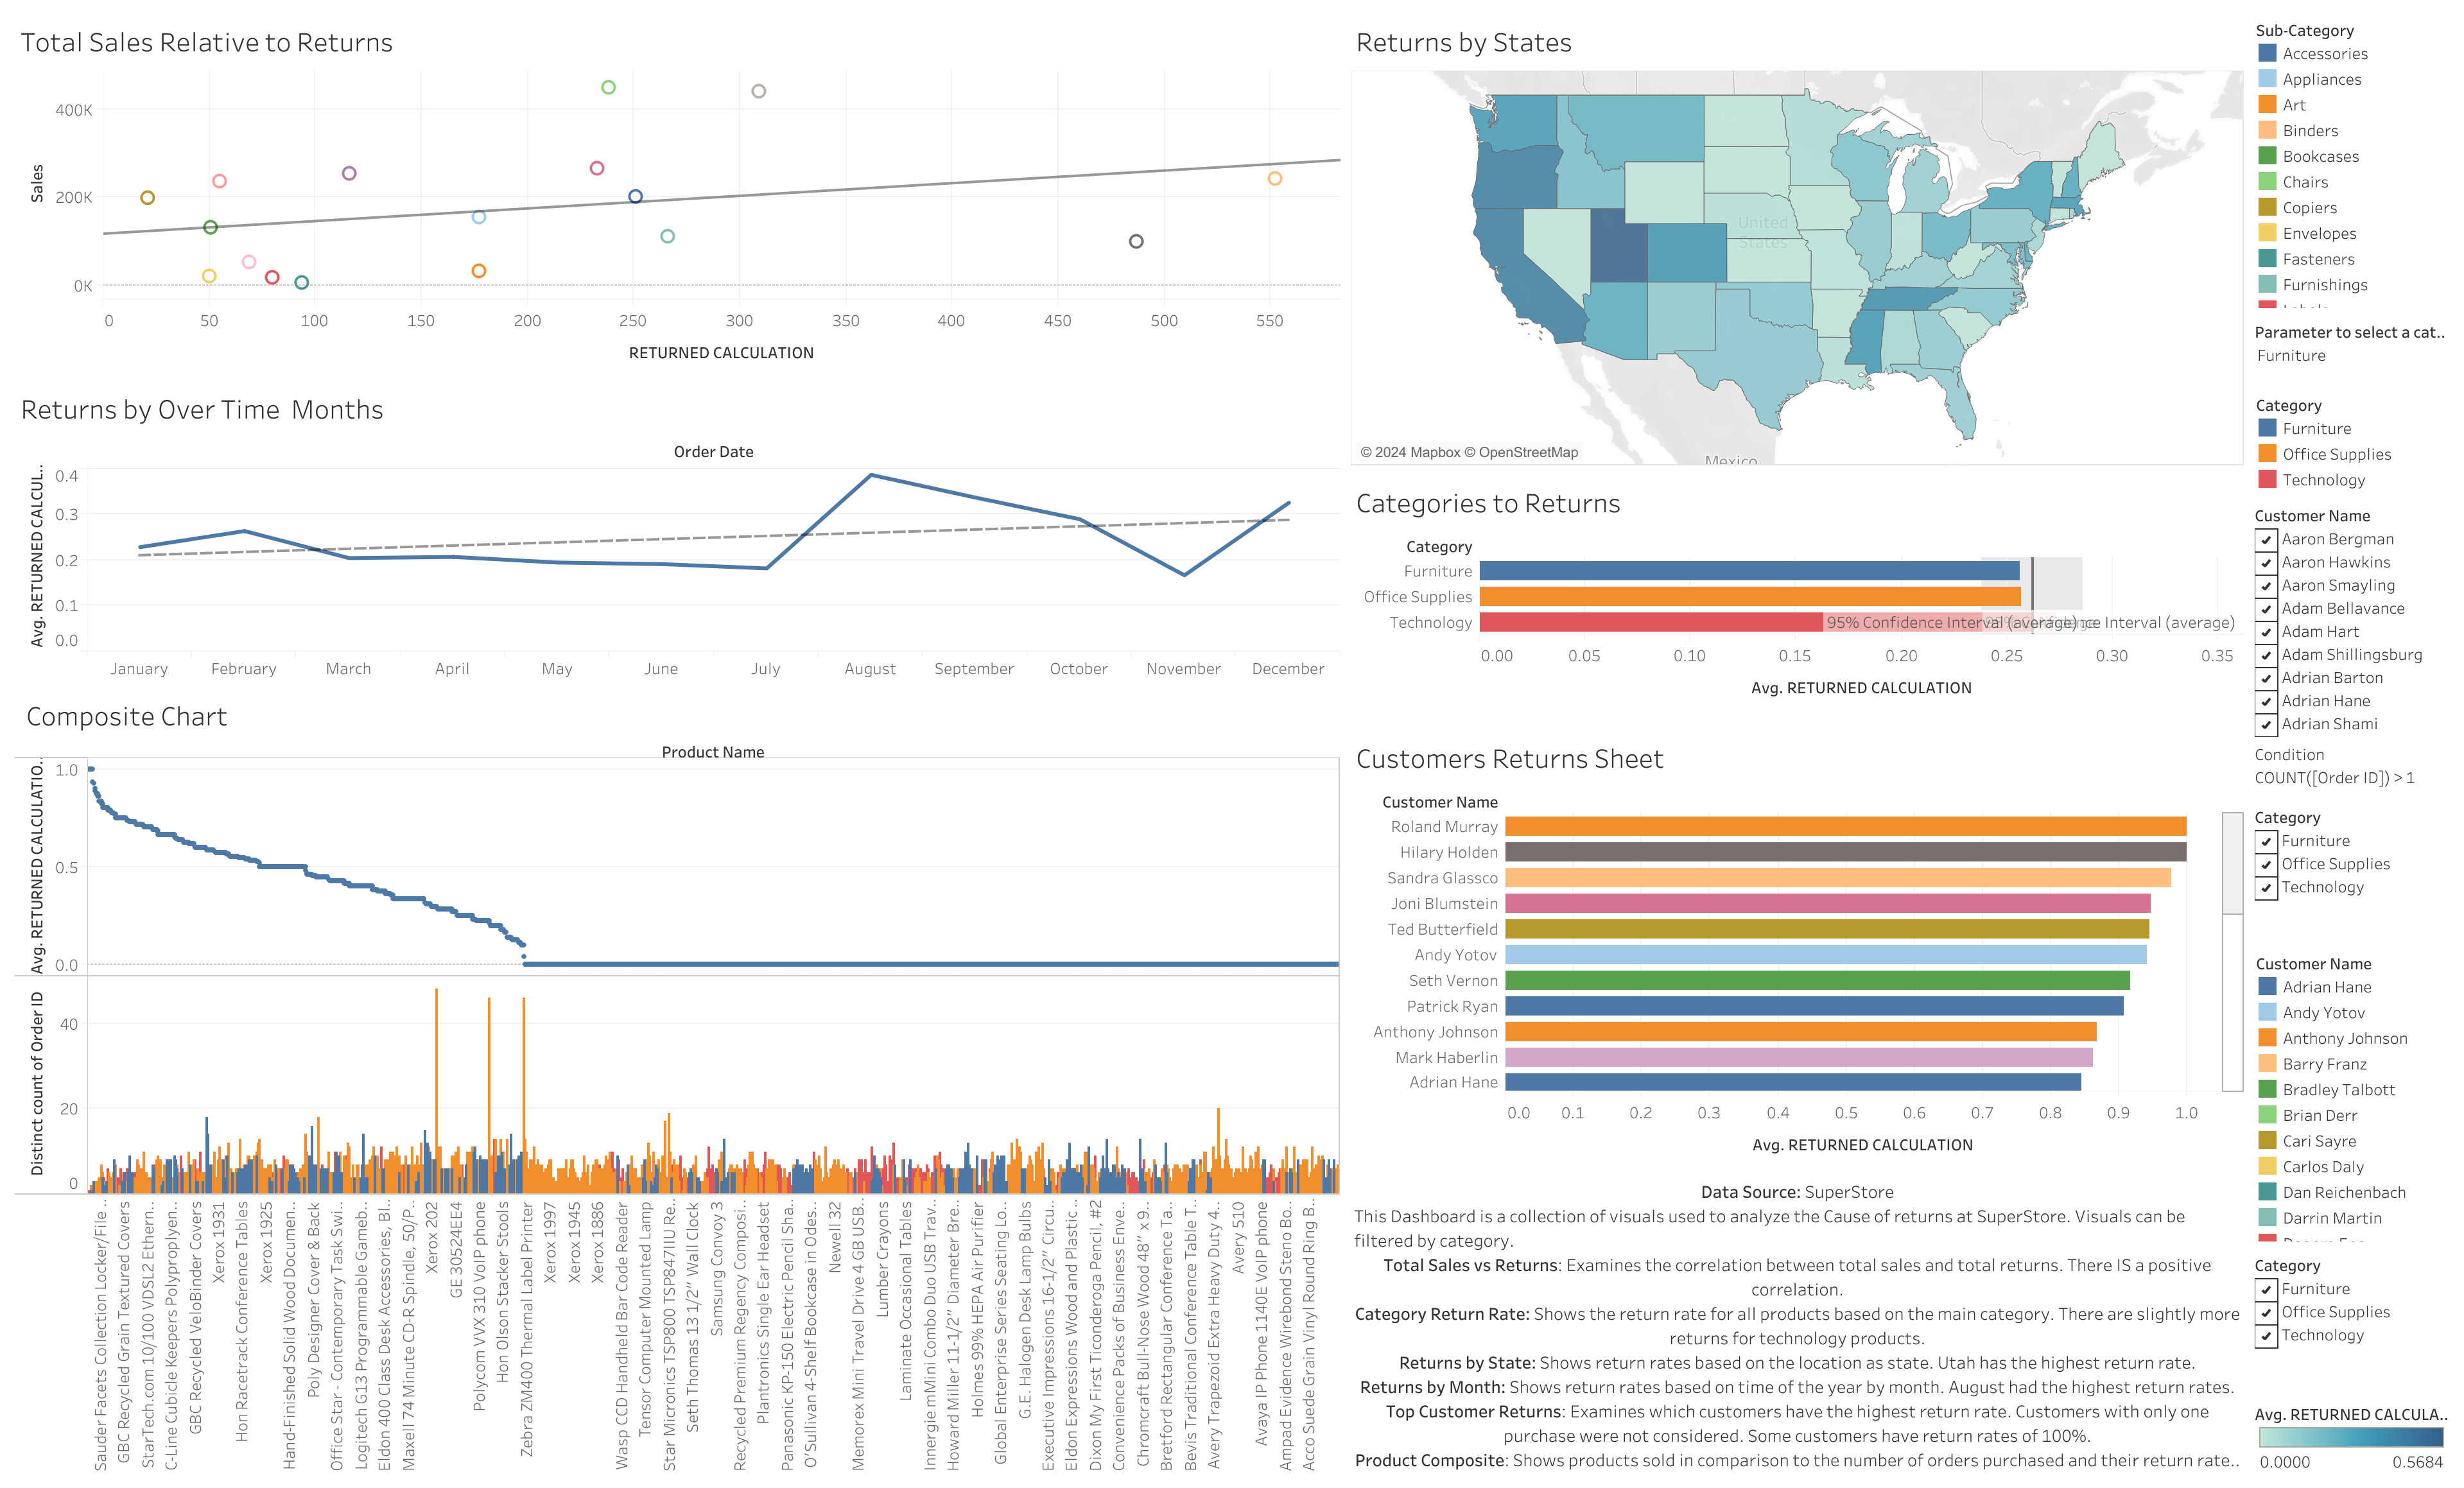 Total Sales Relative to Returns
400K
200K
0K
Sales
0 50 100 150 200 250 300 350 400 450 500 550
RETURNED CALCULATION
Returns by Over Time  Months
Order Date
Avg. RETURNED CALCUL..
0.4
0.3
0.2
0.1
0.0
January February March April May June July August September October November December
Composite Chart
Product Name
Avg. RETURNED CALCULATIO..
1.0
0.5
0.0
Distinct count of Order ID
40
20
0
Sauder Facets Collection Locker/File ..
GBC Recycled Grain Textured Covers
StarTech.com 10/100 VDSL2 Ethern..
C-Line Cubicle Keepers Polyproplyen..
GBC Recycled VeloBinder Covers
Xerox 1931
Hon Racetrack Conference Tables
Xerox 1925
Hand-Finished Solid Wood Documen..
Poly Designer Cover & Back
Office Star - Contemporary Task Swi..
Logitech G13 Programmable Gameb..
Eldon 400 Class Desk Accessories, Bl..
Maxell 74 Minute CD-R Spindle, 50/P..
Xerox 202
GE 30524EE4
Polycom VVX 310 VoIP phone
Hon Olson Stacker Stools
Zebra ZM400 Thermal Label Printer
Xerox 1997
Xerox 1945
Xerox 1886
Wasp CCD Handheld Bar Code Reader
Tensor Computer Mounted Lamp
Star Micronics TSP800 TSP847IIU Re..
Seth Thomas 13 1/2" Wall Clock
Samsung Convoy 3
Recycled Premium Regency Composi..
Plantronics Single Ear Headset
Panasonic KP-150 Electric Pencil Sha..
O'Sullivan 4-Shelf Bookcase in Odes..
Newell 32
Memorex Mini Travel Drive 4 GB USB..
Lumber Crayons
Laminate Occasional Tables
Innergie mMini Combo Duo USB Trav..
Howard Miller 11-1/2" Diameter Bre..
Holmes 99% HEPA Air Purifier
Global Enterprise Series Seating Lo..
G.E. Halogen Desk Lamp Bulbs
Executive Impressions 16-1/2" Circu..
Eldon Expressions Wood and Plastic ..
Dixon My First Ticonderoga Pencil, #2
Convenience Packs of Business Enve..
Chromcraft Bull-Nose Wood 48" x 9..
Bretford Rectangular Conference Ta..
Bevis Traditional Conference Table T..
Avery Trapezoid Extra Heavy Duty 4..
Avery 510
Avaya IP Phone 1140E VoIP phone
Ampad Evidence Wirebond Steno Bo..
Acco Suede Grain Vinyl Round Ring B..
Returns by States
United
States
Mexico
© 2024 Mapbox © OpenStreetMap
Categories to Returns
Category
Furniture
Office Supplies
Technology
95% Confidence Interval (average)
ce Interval (average)
0.00 0.05 0.10 0.15 0.20 0.25 0.30 0.35
Avg. RETURNED CALCULATION
Customers Returns Sheet
Customer Name
Roland Murray
Hilary Holden
Sandra Glassco
Joni Blumstein
Ted Butterfield
Andy Yotov
Seth Vernon
Patrick Ryan
Anthony Johnson
Mark Haberlin
Adrian Hane
0.0 0.1 0.2 0.3 0.4 0.5 0.6 0.7 0.8 0.9 1.0
Avg. RETURNED CALCULATION
Data Source: SuperStore
This Dashboard is a collection of visuals used to analyze the Cause of returns at SuperStore. Visuals can be
filtered by category.
Total Sales vs Returns: Examines the correlation between total sales and total returns. There IS a positive
correlation.
Category Return Rate: Shows the return rate for all products based on the main category. There are slightly more
returns for technology products.
Returns by State: Shows return rates based on the location as state. Utah has the highest return rate.
Returns by Month: Shows return rates based on time of the year by month. August had the highest return rates.
Top Customer Returns: Examines which customers have the highest return rate. Customers with only one
purchase were not considered. Some customers have return rates of 100%.
Product Composite: Shows products sold in comparison to the number of orders purchased and their return rate..
Sub-Category
Accessories
Appliances
Art
Binders
Bookcases
Chairs
Copiers
Envelopes
Fasteners
Furnishings
Parameter to select a cat..
Furniture
Category
Furniture
Office Supplies
Technology
Customer Name
Aaron Bergman
Aaron Hawkins
Aaron Smayling
Adam Bellavance
Adam Hart
Adam Shillingsburg
Adrian Barton
Adrian Hane
Adrian Shami
Condition
COUNT([Order ID]) > 1
Category
Furniture
Office Supplies
Technology
Customer Name
Adrian Hane
Andy Yotov
Anthony Johnson
Barry Franz
Bradley Talbott
Brian Derr
Cari Sayre
Carlos Daly
Dan Reichenbach
Darrin Martin
Category
Furniture
Office Supplies
Technology
Avg. RETURNED CALCULA..
0.0000 0.5684